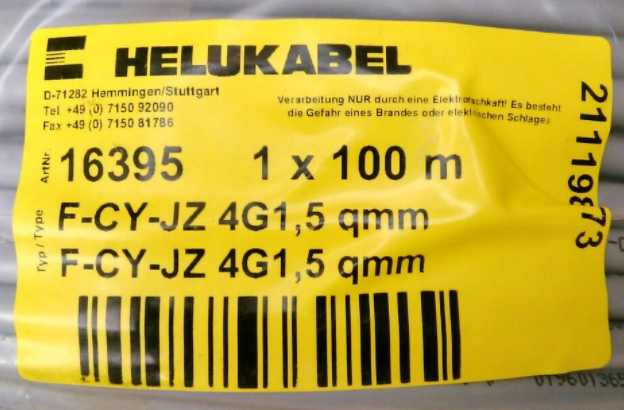 HELUKABEL
D-71282 Hemmingen/Stuttgart
Tel. +49 (0) 7150 92090
Fax +49 (0) 7150 81786
Verarbeitung NUR durch eine Elektrofachkraft! Es besteht
die Gefahr eines Brandes oder elektrischen Schlages
ArtNr.
16395 1 x 100 m
Typ / Type
F-CY-JZ 4G1,5 qmm
F-CY-JZ 4G1,5 qmm
21119873